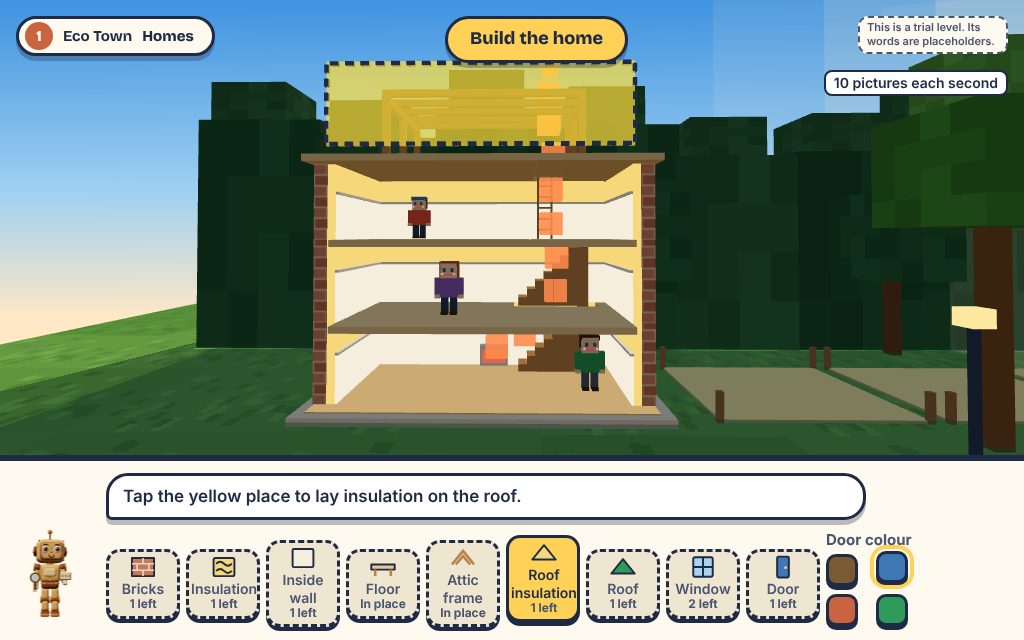 1 Eco Town Homes
Build the home
This is a trial level. Its
words are placeholders.
10 pictures each second
Tap the yellow place to lay insulation on the roof.
Bricks
1 left
Insulation
1 left
Inside
wall
1 left
Floor
In place
Attic
frame
In place
Roof
insulation
1 left
Roof
1 left
Window
2 left
Door
1 left
Door colour